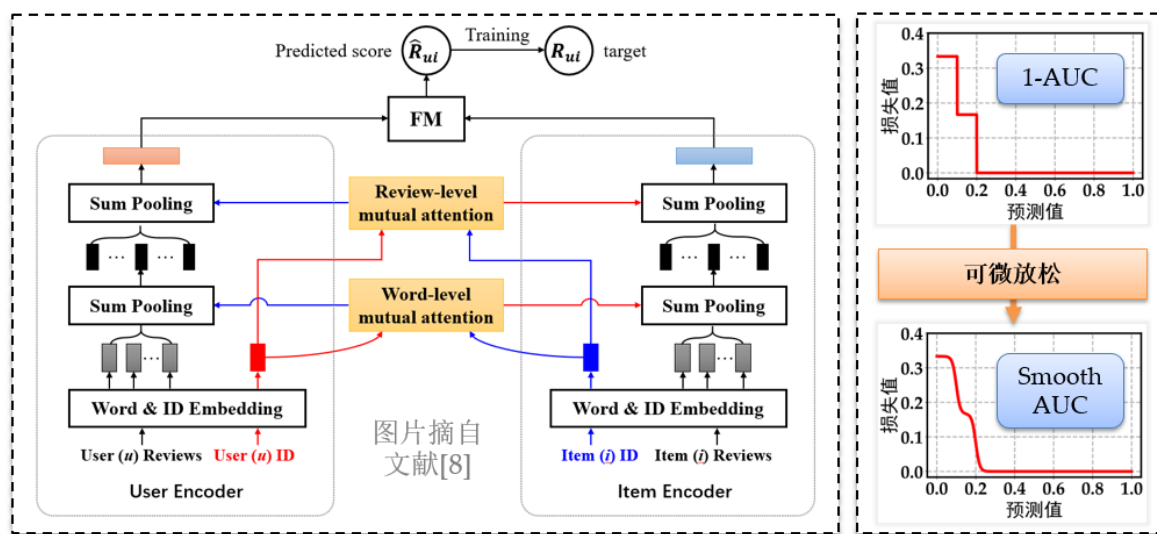 Predicted score
R̂ui
Training
Rui
target
FM
Sum Pooling
Review-level
mutual attention
Sum Pooling
... ...
... ...
Sum Pooling
Word-level
mutual attention
Sum Pooling
...
...
Word & ID Embedding
Word & ID Embedding
User (u) Reviews
User (u) ID
图片摘自
文献[8]
Item (i) ID
Item (i) Reviews
User Encoder
Item Encoder
损失值
0.4
0.3
0.2
0.1
0.0
1-AUC
0.0 0.2 0.4 0.6 0.8 1.0
预测值
可微放松
损失值
0.4
0.3
0.2
0.1
0.0
Smooth
AUC
0.0 0.2 0.4 0.6 0.8 1.0
预测值